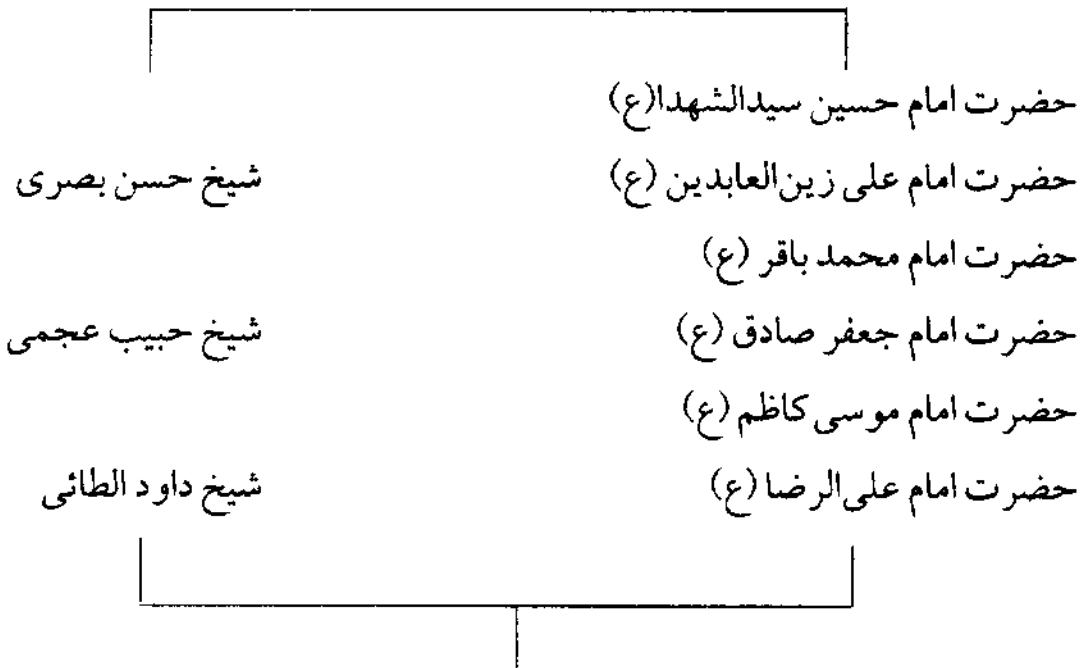 حضرت امام حسین سیدالشهدا(ع)
حضرت امام علی زین‌العابدین (ع) شیخ حسن بصری
حضرت امام محمد باقر (ع)
حضرت امام جعفر صادق (ع) شیخ حبیب عجمی
حضرت امام موسی کاظم (ع)
حضرت امام علی‌الرضا (ع) شیخ داود الطائی